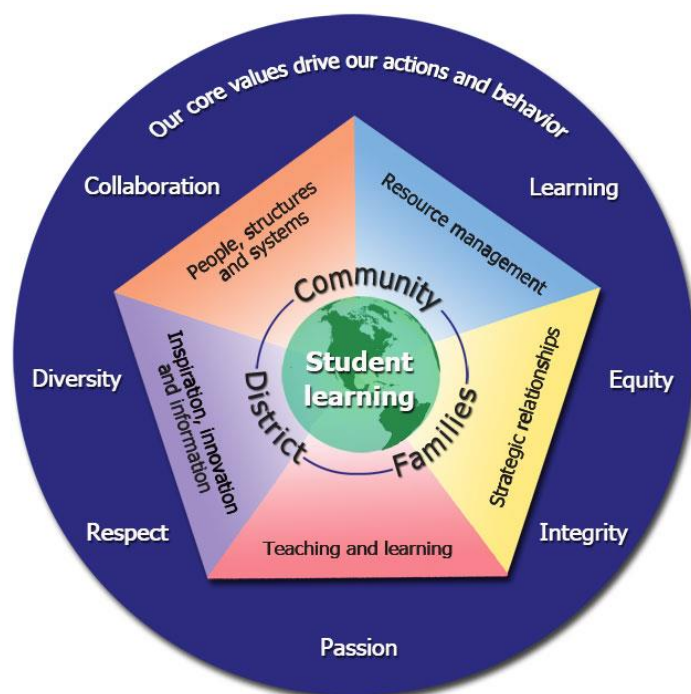 Our core values drive our actions and behavior
Collaboration
Learning
People, structures
and systems
Resource management
Community
Diversity
Inspiration, innovation
and information
District
Student
learning
Families
Strategic relationships
Equity
Respect
Teaching and learning
Integrity
Passion